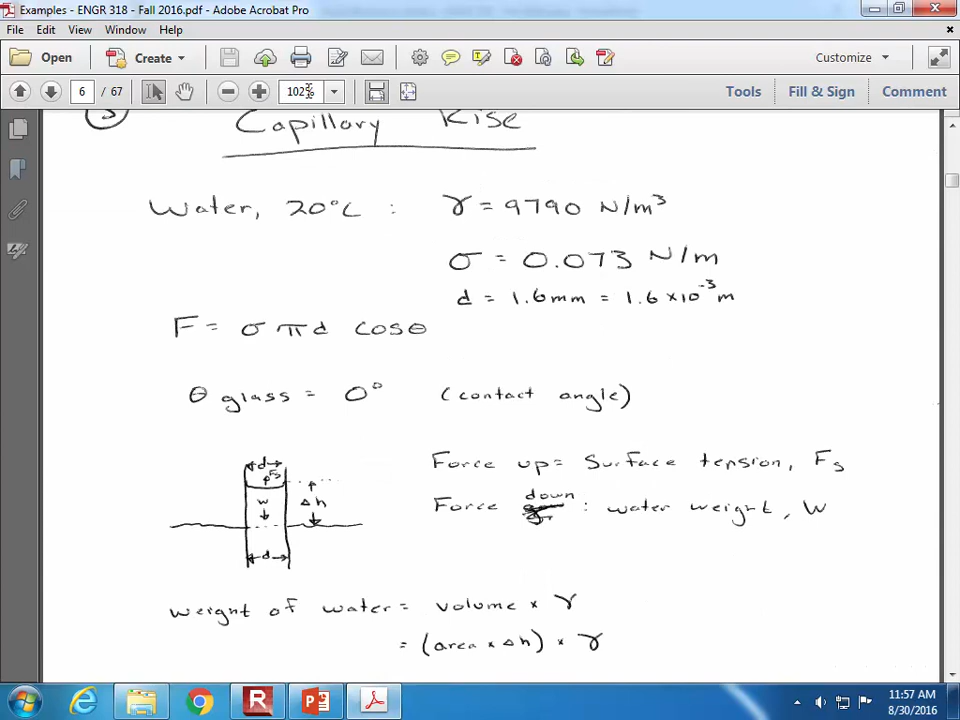 Examples - ENGR 318 - Fall 2016.pdf - Adobe Acrobat Pro
File Edit View Window Help
Open Create Customize
6 / 67 102% Tools Fill & Sign Comment
3
Capillary Rise
Water, 20°C : γ = 9790 N/m³
σ = 0.073 N/m
d = 1.6mm = 1.6 x10⁻³ m
F = σ π d cosθ
θ glass = 0° (contact angle)
d
Fs
w Δh
d
Force up = Surface tension, Fs
Force down : water weight, W
weight of water = volume × γ
= (area × Δh) × γ
11:57 AM
8/30/2016